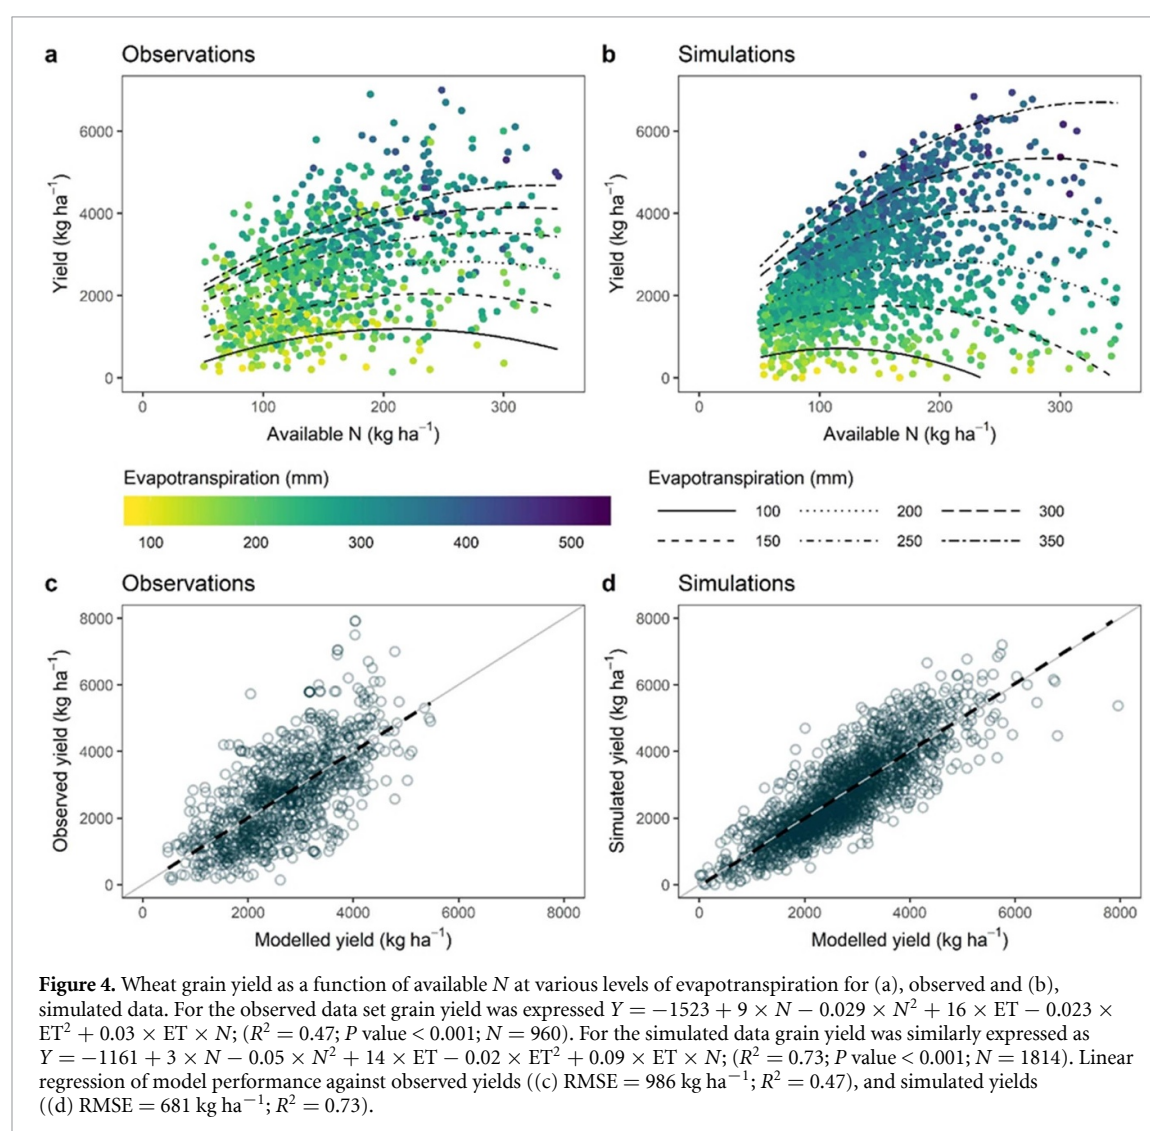 a Observations
b Simulations
Yield (kg ha−1)
6000
4000
2000
0
0 100 200 300
Available N (kg ha−1)
Yield (kg ha−1)
6000
4000
2000
0
0 100 200 300
Available N (kg ha−1)
Evapotranspiration (mm)
100 200 300 400 500
Evapotranspiration (mm)
100 200 300
150 250 350
c Observations
d Simulations
Observed yield (kg ha−1)
8000
6000
4000
2000
0
0 2000 4000 6000 8000
Modelled yield (kg ha−1)
Simulated yield (kg ha−1)
8000
6000
4000
2000
0
0 2000 4000 6000 8000
Modelled yield (kg ha−1)
Figure 4. Wheat grain yield as a function of available N at various levels of evapotranspiration for (a), observed and (b),
simulated data. For the observed data set grain yield was expressed Y = −1523 + 9 × N − 0.029 × N² + 16 × ET − 0.023 ×
ET² + 0.03 × ET × N; (R² = 0.47; P value < 0.001; N = 960). For the simulated data grain yield was similarly expressed as
Y = −1161 + 3 × N − 0.05 × N² + 14 × ET − 0.02 × ET² + 0.09 × ET × N; (R² = 0.73; P value < 0.001; N = 1814). Linear
regression of model performance against observed yields ((c) RMSE = 986 kg ha−1; R² = 0.47), and simulated yields
((d) RMSE = 681 kg ha−1; R² = 0.73).